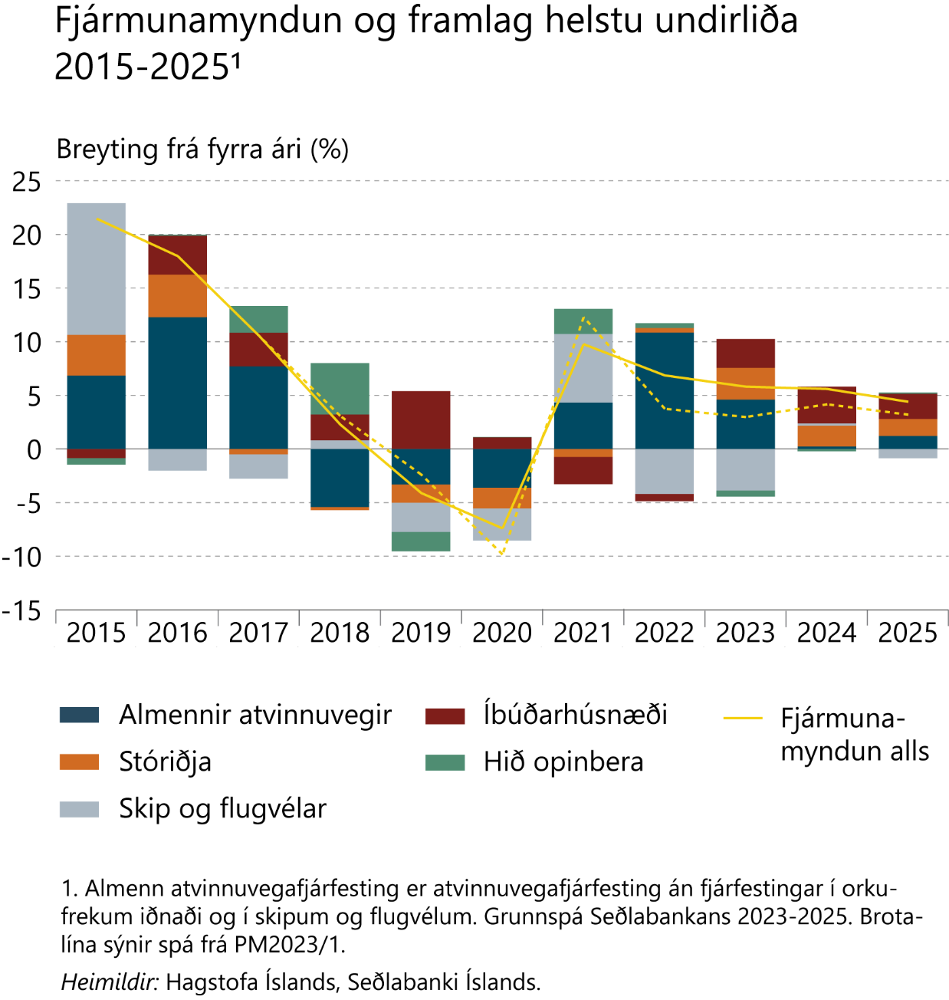 Fjármunamyndun og framlag helstu undirliða
2015-2025¹
Breyting frá fyrra ári (%)
25
20
15
10
5
0
-5
-10
-15
2015 2016 2017 2018 2019 2020 2021 2022 2023 2024 2025
Almennir atvinnuvegir
Stóriðja
Skip og flugvélar
Íbúðarhúsnæði
Hið opinbera
Fjármuna-
myndun alls
1. Almenn atvinnuvegafjárfesting er atvinnuvegafjárfesting án fjárfestingar í orku-
frekum iðnaði og í skipum og flugvélum. Grunnspá Seðlabankans 2023-2025. Brota-
lína sýnir spá frá PM2023/1.
Heimildir: Hagstofa Íslands, Seðlabanki Íslands.